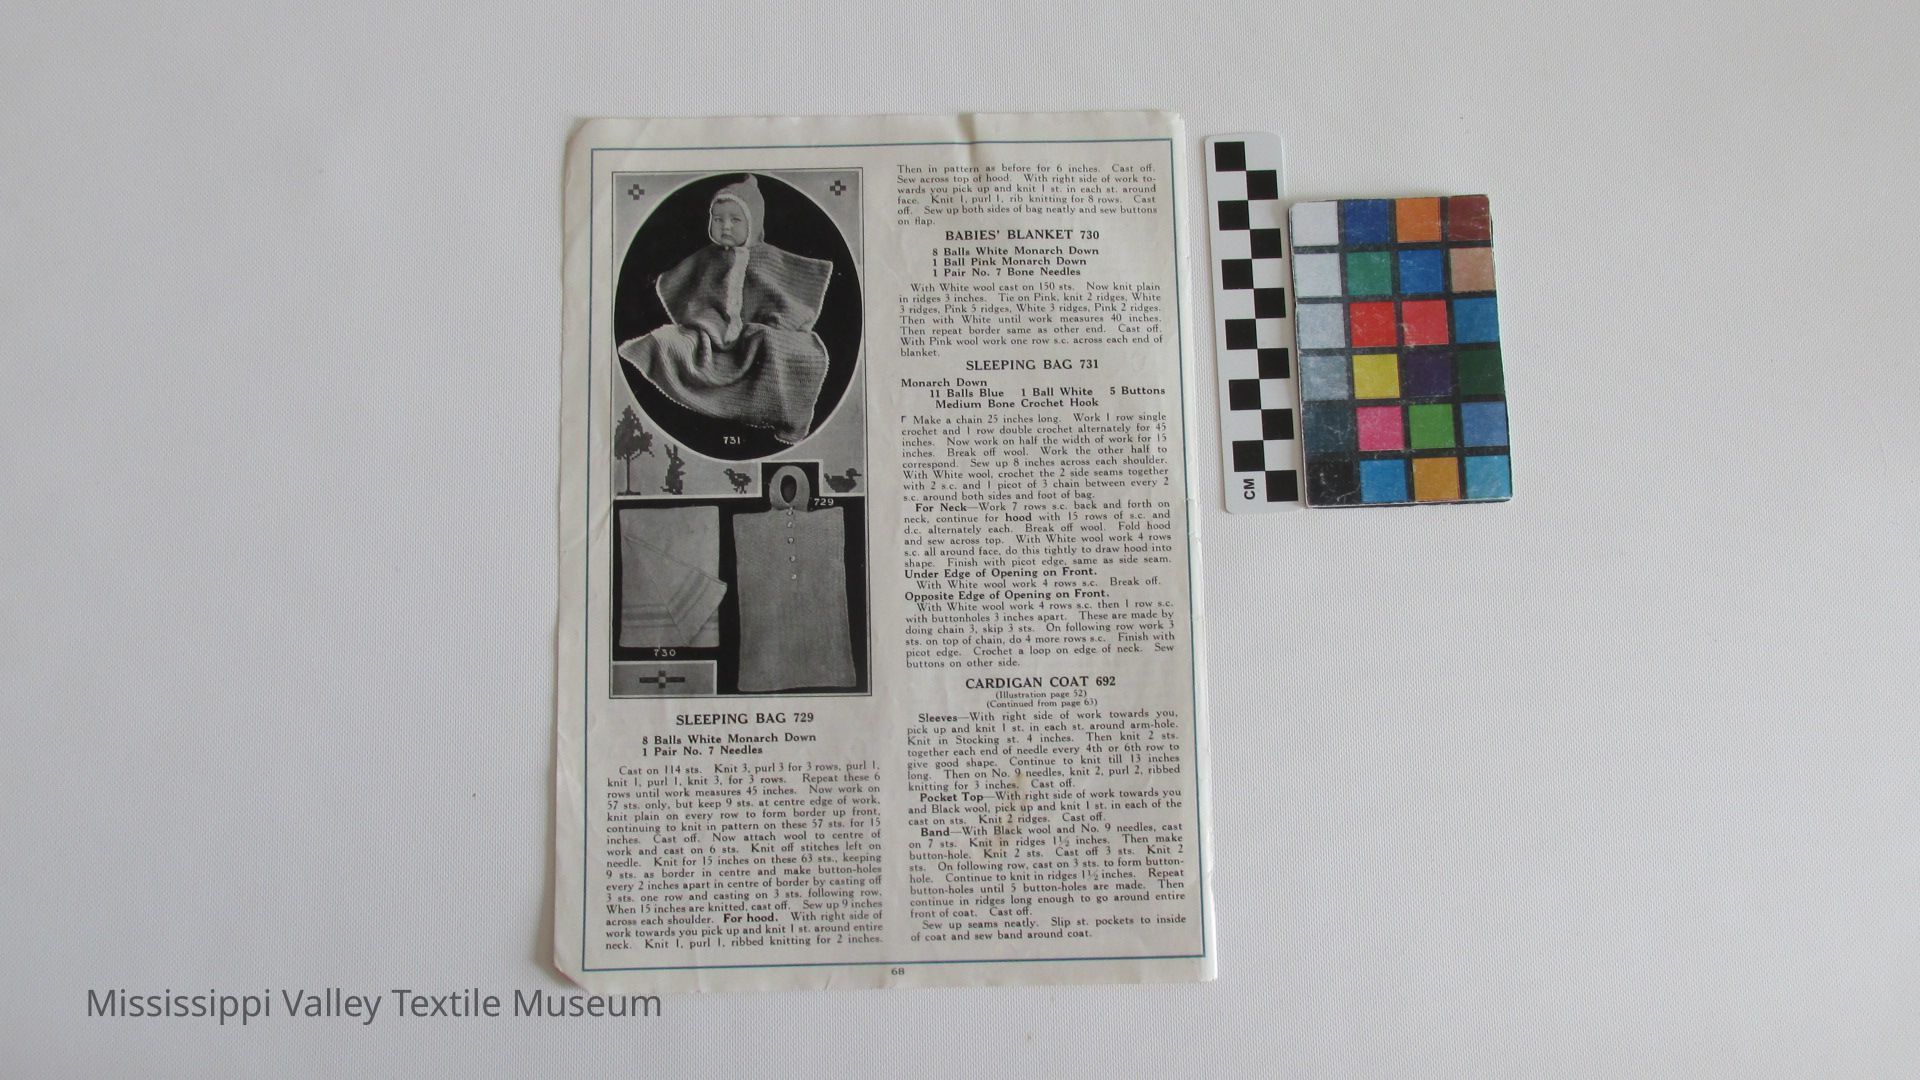 731
729
730
SLEEPING BAG 729
8 Balls White Monarch Down
1 Pair No. 7 Needles
Cast on 114 sts. Knit 3, purl 3 for 3 rows, purl 1,
knit 1, purl 1, knit 3, for 3 rows. Repeat these 6
rows until work measures 45 inches. Now work on
57 sts. only, but keep 9 sts. at centre edge of work,
knit plain on every row to form border up front,
continuing to knit in pattern on these 57 sts. for 15
inches. Cast off. Now attach wool to centre of
work and cast on 6 sts. Knit off stitches left on
needle. Knit for 15 inches on these 63 sts., keeping
9 sts. as border in centre and make button-holes
every 2 inches apart in centre of border by casting off
3 sts. one row and casting on 3 sts. following row.
When 15 inches are knitted, cast off. Sew up 9 inches
across each shoulder. For hood. With right side of
work towards you pick up and knit 1 st. around entire
neck. Knit 1, purl 1, ribbed knitting for 2 inches.
Then in pattern as before for 6 inches. Cast off.
Sew across top of hood. With right side of work to-
wards you pick up and knit 1 st. in each st. around
face. Knit 1, purl 1, rib knitting for 8 rows. Cast
off. Sew up both sides of bag neatly and sew buttons
on flap.
BABIES' BLANKET 730
8 Balls White Monarch Down
1 Ball Pink Monarch Down
1 Pair No. 7 Bone Needles
With White wool cast on 150 sts. Now knit plain
in ridges 3 inches. Tie on Pink, knit 2 ridges, White
3 ridges, Pink 5 ridges, White 3 ridges, Pink 2 ridges.
Then with White until work measures 40 inches.
Then repeat border same as other end. Cast off.
With Pink wool work one row s.c. across each end of
blanket.
SLEEPING BAG 731
Monarch Down
11 Balls Blue 1 Ball White 5 Buttons
Medium Bone Crochet Hook
Make a chain 25 inches long. Work 1 row single
crochet and 1 row double crochet alternately for 45
inches. Now work on half the width of work for 15
inches. Break off wool. Work the other half to
correspond. Sew up 8 inches across each shoulder.
With White wool, crochet the 2 side seams together
with 2 s.c. and 1 picot of 3 chain between every 2
s.c. around both sides and foot of bag.
For Neck—Work 7 rows s.c. back and forth on
neck, continue for hood with 15 rows of s.c. and
d.c. alternately each. Break off wool. Fold hood
and sew across top. With White wool work 4 rows
s.c. all around face, do this tightly to draw hood into
shape. Finish with picot edge, same as side seam.
Under Edge of Opening on Front.
With White wool work 4 rows s.c. Break off.
Opposite Edge of Opening on Front.
With White wool work 4 rows s.c. then 1 row s.c.
with buttonholes 3 inches apart. These are made by
doing chain 3, skip 3 sts. On following row work 3
sts. on top of chain, do 4 more rows s.c. Finish with
picot edge. Crochet a loop on edge of neck. Sew
buttons on other side.
CARDIGAN COAT 692
(Illustration page 52)
(Continued from page 63)
Sleeves—With right side of work towards you,
pick up and knit 1 st. in each st. around arm-hole.
Knit in Stocking st. 4 inches. Then knit 2 sts.
together each end of needle every 4th or 6th row to
give good shape. Continue to knit till 13 inches
long. Then on No. 9 needles, knit 2, purl 2, ribbed
knitting for 3 inches. Cast off.
Pocket Top—With right side of work towards you
and Black wool, pick up and knit 1 st. in each of the
cast on sts. Knit 2 ridges. Cast off.
Band—With Black wool and No. 9 needles, cast
on 7 sts. Knit in ridges 1½ inches. Then make
button-hole. Knit 2 sts. Cast off 3 sts. Knit 2
sts. On following row, cast on 3 sts. to form button-
hole. Continue to knit in ridges 1½ inches. Repeat
button-holes until 5 button-holes are made. Then
continue in ridges long enough to go around entire
front of coat. Cast off.
Sew up seams neatly. Slip st. pockets to inside
of coat and sew band around coat.
68
CM
Mississippi Valley Textile Museum